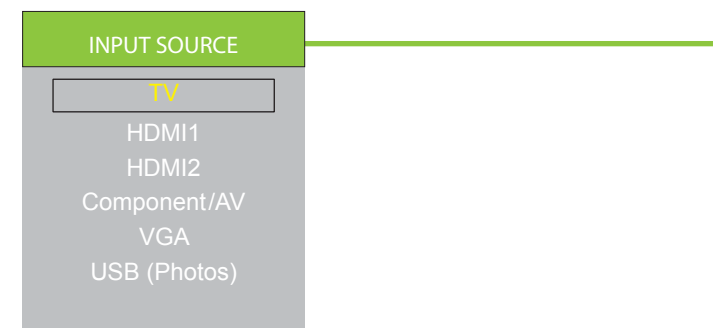 INPUT SOURCE
TV
HDMI1
HDMI2
Component/AV
VGA
USB (Photos)